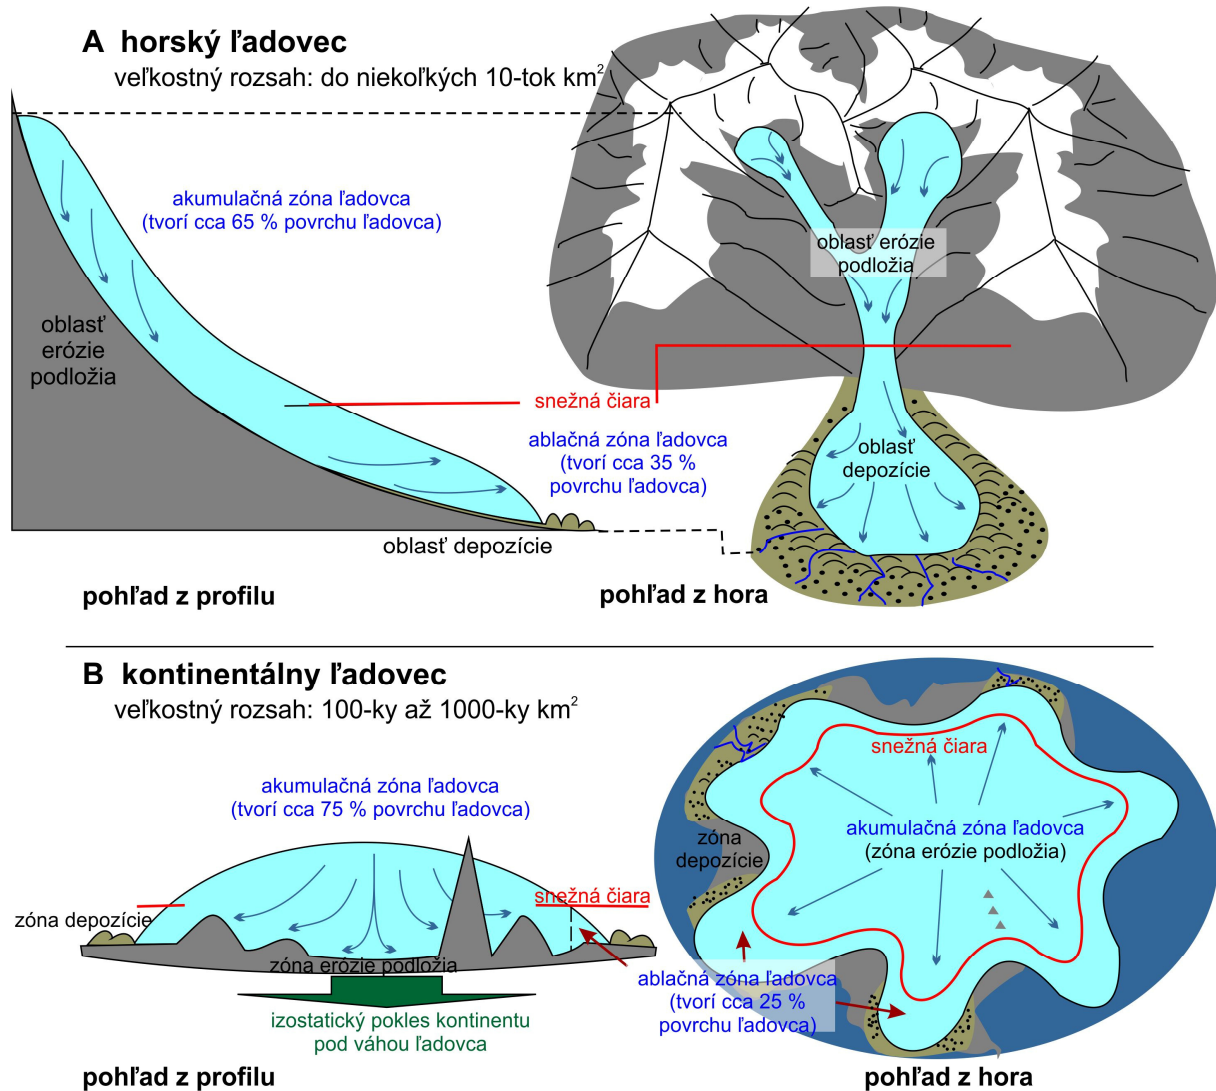 A horský ľadovec
veľkostný rozsah: do niekoľkých 10-tok km²
akumulačná zóna ľadovca
(tvorí cca 65 % povrchu ľadovca)
oblasť erózie
podložia
oblasť
erózie
podložia
snežná čiara
ablačná zóna ľadovca
(tvorí cca 35 %
povrchu ľadovca)
oblasť
depozície
oblasť depozície
pohľad z profilu
pohľad z hora
B kontinentálny ľadovec
veľkostný rozsah: 100-ky až 1000-ky km²
snežná čiara
akumulačná zóna ľadovca
(tvorí cca 75 % povrchu ľadovca)
akumulačná zóna ľadovca
(zóna erózie podložia)
zóna
depozície
snežná čiara
zóna depozície
zóna erózie podložia
ablačná zóna ľadovca
(tvorí cca 25 %
povrchu ľadovca)
izostatický pokles kontinentu
pod váhou ľadovca
pohľad z profilu
pohľad z hora